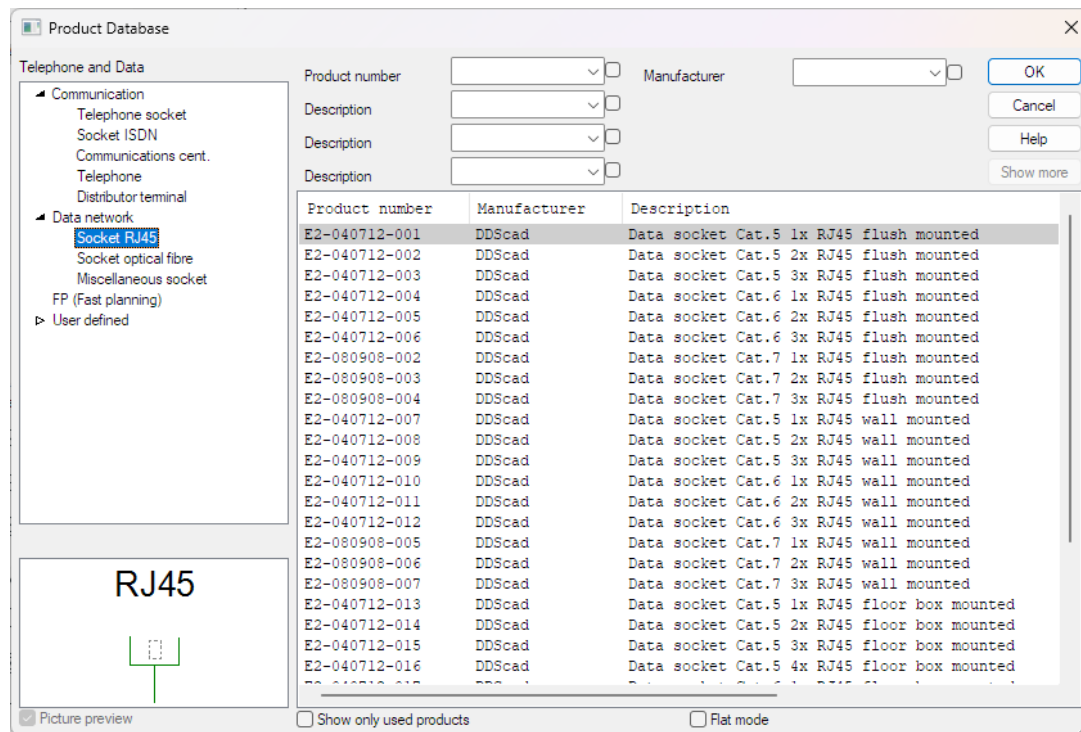 Product Database
Telephone and Data
Communication
Telephone socket
Socket ISDN
Communications cent.
Telephone
Distributor terminal
Data network
Socket RJ45
Socket optical fibre
Miscellaneous socket
FP (Fast planning)
User defined
RJ45
Picture preview
Product number Manufacturer OK
Description Cancel
Description Help
Description Show more
Product number Manufacturer Description
E2-040712-001 DDScad Data socket Cat.5 1x RJ45 flush mounted
E2-040712-002 DDScad Data socket Cat.5 2x RJ45 flush mounted
E2-040712-003 DDScad Data socket Cat.5 3x RJ45 flush mounted
E2-040712-004 DDScad Data socket Cat.6 1x RJ45 flush mounted
E2-040712-005 DDScad Data socket Cat.6 2x RJ45 flush mounted
E2-040712-006 DDScad Data socket Cat.6 3x RJ45 flush mounted
E2-080908-002 DDScad Data socket Cat.7 1x RJ45 flush mounted
E2-080908-003 DDScad Data socket Cat.7 2x RJ45 flush mounted
E2-080908-004 DDScad Data socket Cat.7 3x RJ45 flush mounted
E2-040712-007 DDScad Data socket Cat.5 1x RJ45 wall mounted
E2-040712-008 DDScad Data socket Cat.5 2x RJ45 wall mounted
E2-040712-009 DDScad Data socket Cat.5 3x RJ45 wall mounted
E2-040712-010 DDScad Data socket Cat.6 1x RJ45 wall mounted
E2-040712-011 DDScad Data socket Cat.6 2x RJ45 wall mounted
E2-040712-012 DDScad Data socket Cat.6 3x RJ45 wall mounted
E2-080908-005 DDScad Data socket Cat.7 1x RJ45 wall mounted
E2-080908-006 DDScad Data socket Cat.7 2x RJ45 wall mounted
E2-080908-007 DDScad Data socket Cat.7 3x RJ45 wall mounted
E2-040712-013 DDScad Data socket Cat.5 1x RJ45 floor box mounted
E2-040712-014 DDScad Data socket Cat.5 2x RJ45 floor box mounted
E2-040712-015 DDScad Data socket Cat.5 3x RJ45 floor box mounted
E2-040712-016 DDScad Data socket Cat.5 4x RJ45 floor box mounted
Show only used products Flat mode